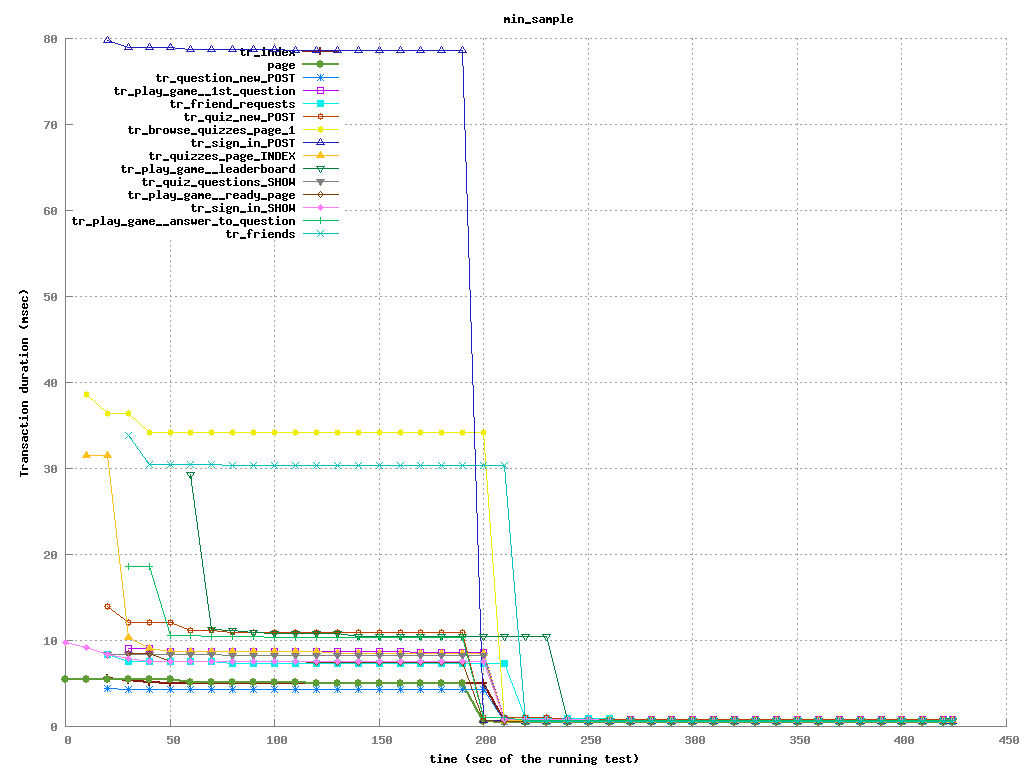 min_sample
80
70
60
50
40
30
20
10
0
Transaction duration (msec)
tr_index
page
tr_question_new_POST
tr_play_game__1st_question
tr_friend_requests
tr_quiz_new_POST
tr_browse_quizzes_page_1
tr_sign_in_POST
tr_quizzes_page_INDEX
tr_play_game__leaderboard
tr_quiz_questions_SHOW
tr_play_game__ready_page
tr_sign_in_SHOW
tr_play_game__answer_to_question
tr_friends
0 50 100 150 200 250 300 350 400 450
time (sec of the running test)